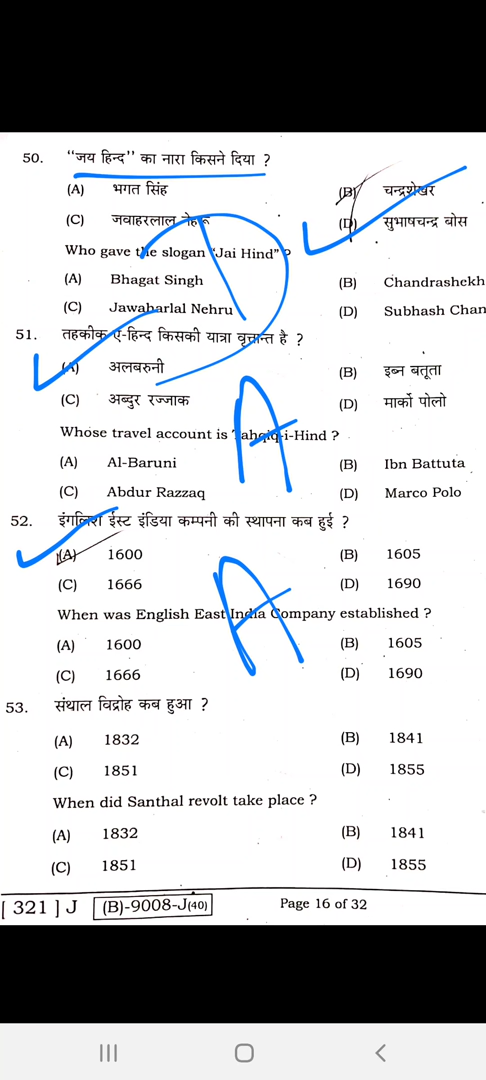 50. "जय हिन्द" का नारा किसने दिया ?
(A) भगत सिंह (B) चन्द्रशेखर
(C) जवाहरलाल नेहरू (D) सुभाषचन्द्र बोस
Who gave the slogan "Jai Hind" ?
(A) Bhagat Singh (B) Chandrashekh
(C) Jawaharlal Nehru (D) Subhash Chan
51. तहकीक ए-हिन्द किसकी यात्रा वृत्तान्त है ?
(A) अलबरुनी (B) इब्न बतूता
(C) अब्दुर रज्जाक (D) मार्को पोलो
Whose travel account is Tahqiq-i-Hind ?
(A) Al-Baruni (B) Ibn Battuta
(C) Abdur Razzaq (D) Marco Polo
52. इंगलिश ईस्ट इंडिया कम्पनी की स्थापना कब हुई ?
(A) 1600 (B) 1605
(C) 1666 (D) 1690
When was English East India Company established ?
(A) 1600 (B) 1605
(C) 1666 (D) 1690
53. संथाल विद्रोह कब हुआ ?
(A) 1832 (B) 1841
(C) 1851 (D) 1855
When did Santhal revolt take place ?
(A) 1832 (B) 1841
(C) 1851 (D) 1855
[ 321 ] J (B)-9008-J(40) Page 16 of 32
D
A
A